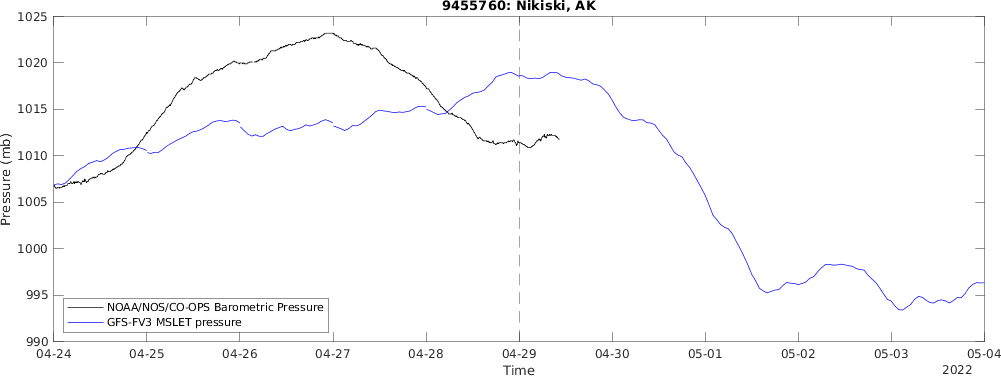 9455760: Nikiski, AK
Pressure (mb)
1025
1020
1015
1010
1005
1000
995
990
NOAA/NOS/CO-OPS Barometric Pressure
GFS-FV3 MSLET pressure
04-24 04-25 04-26 04-27 04-28 04-29 04-30 05-01 05-02 05-03 05-04
Time
2022